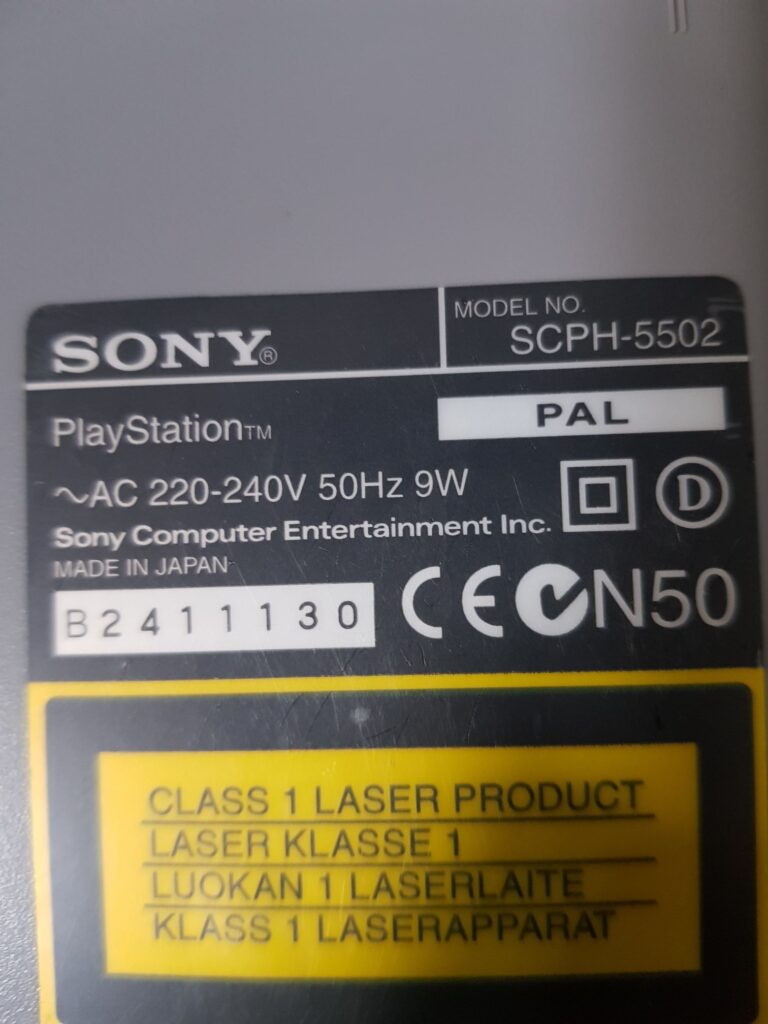 SONY®
MODEL NO.
SCPH-5502
PlayStation™
PAL
~AC 220-240V 50Hz 9W
D
Sony Computer Entertainment Inc.
MADE IN JAPAN
B2411130
CE N50
CLASS 1 LASER PRODUCT
LASER KLASSE 1
LUOKAN 1 LASERLAITE
KLASS 1 LASERAPPARAT